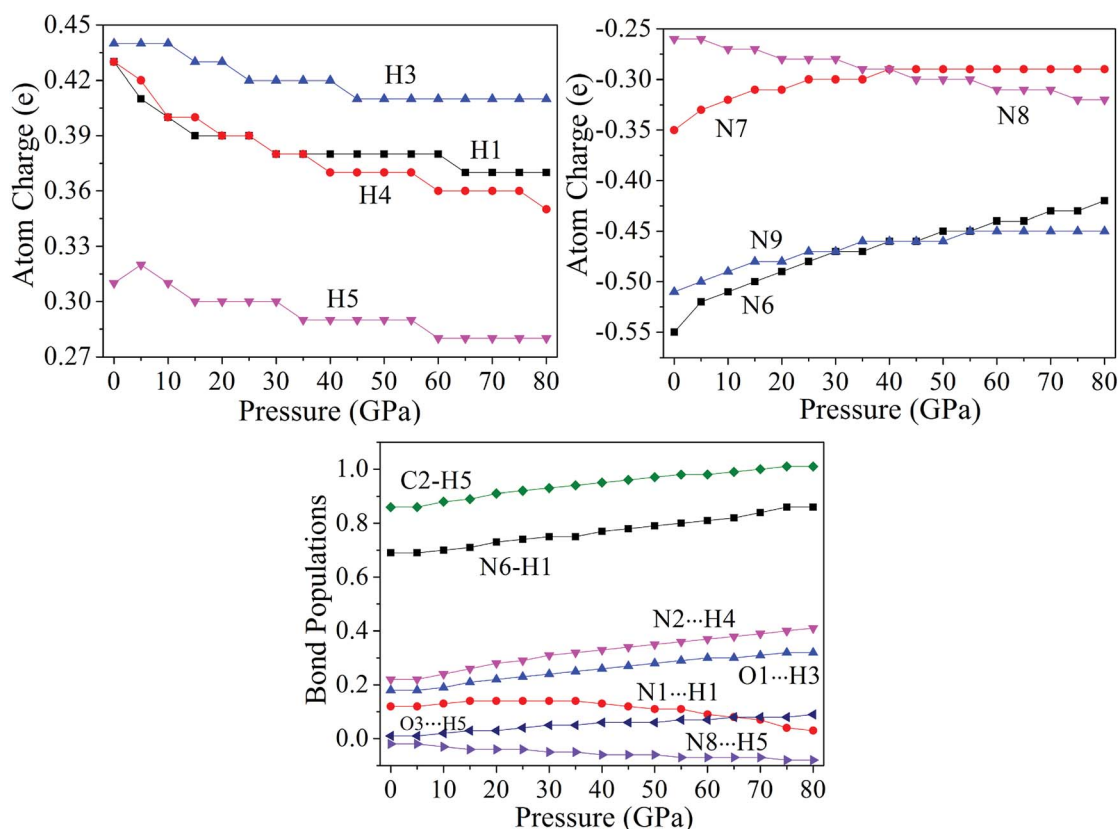 0.45
0.42
0.39
0.36
0.33
0.30
0.27
Atom Charge (e)
H3
H1
H4
H5
0 10 20 30 40 50 60 70 80
Pressure (GPa)
-0.25
-0.30
-0.35
-0.40
-0.45
-0.50
-0.55
Atom Charge (e)
N7
N8
N9
N6
0 10 20 30 40 50 60 70 80
Pressure (GPa)
1.0
0.8
0.6
0.4
0.2
0.0
Bond Populations
C2-H5
N6-H1
N2···H4
O1···H3
N1···H1
O3···H5
N8···H5
0 10 20 30 40 50 60 70 80
Pressure (GPa)